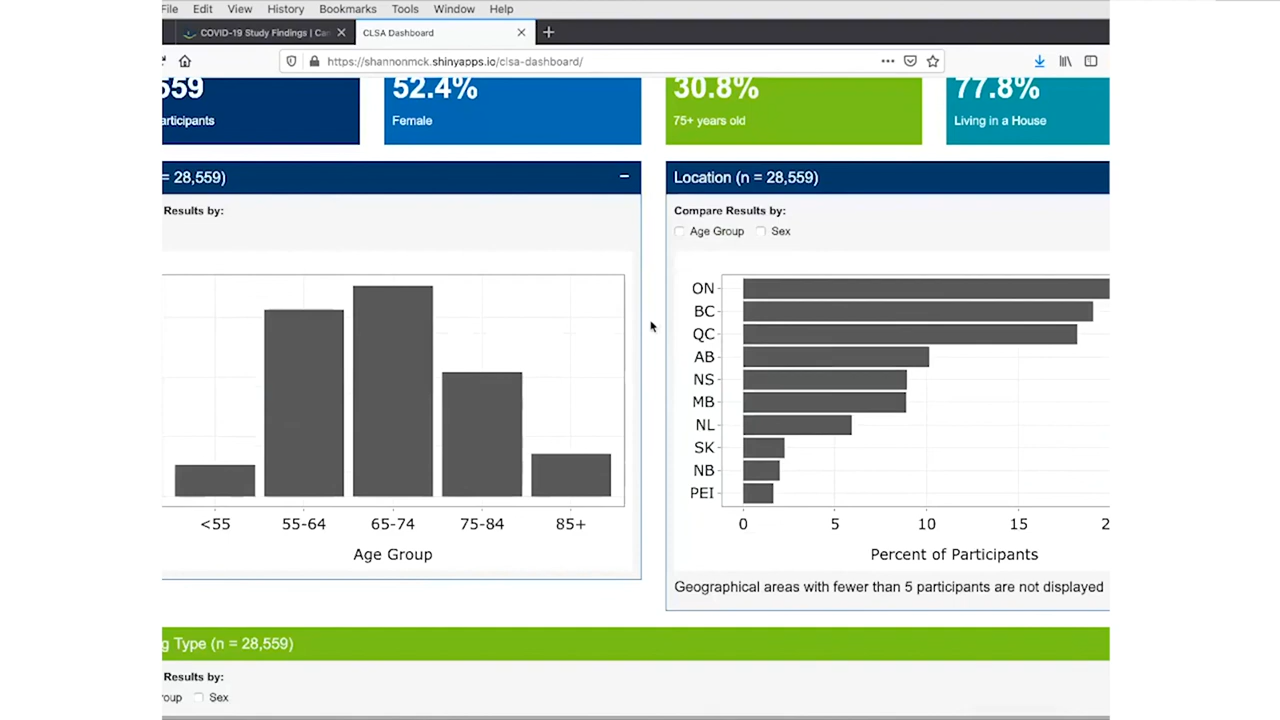 File Edit View History Bookmarks Tools Window Help
COVID-19 Study Findings | Can
CLSA Dashboard
https://shannonmck.shinyapps.io/clsa-dashboard/
559
52.4%
30.8%
77.8%
articipants
Female
75+ years old
Living in a House
= 28,559)
Location (n = 28,559)
Results by:
Compare Results by:
Age Group Sex
ON
BC
QC
AB
NS
MB
NL
SK
NB
PEI
<55 55-64 65-74 75-84 85+
0 5 10 15 2
Age Group
Percent of Participants
Geographical areas with fewer than 5 participants are not displayed
g Type (n = 28,559)
Results by:
roup Sex